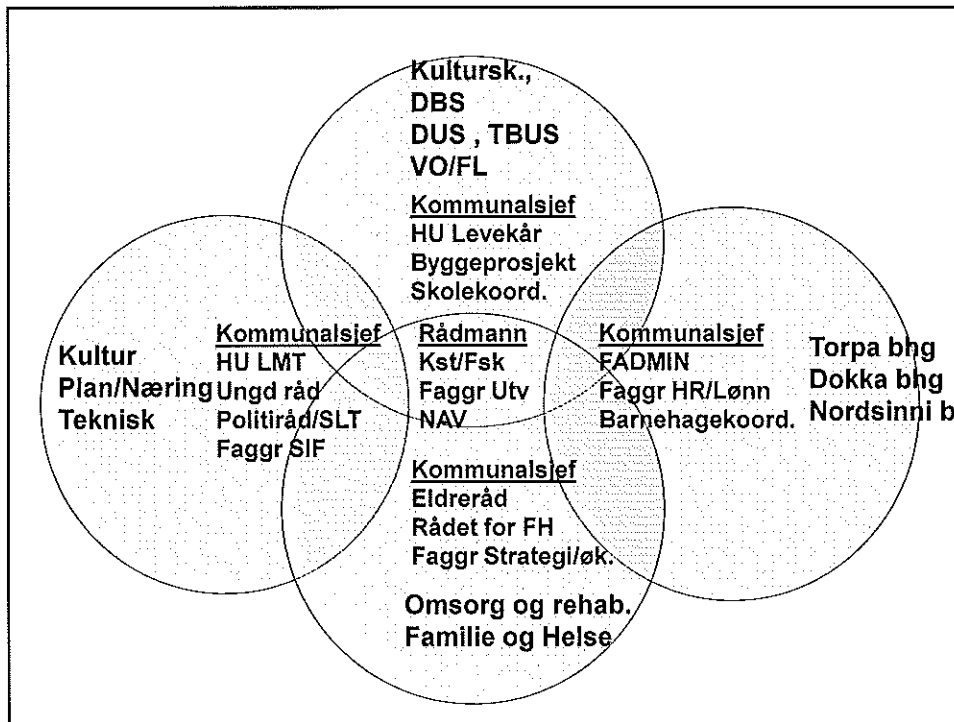 Kultursk.,
DBS
DUS , TBUS
VO/FL
Kommunalsjef
HU Levekår
Byggeprosjekt
Skolekoord.
Kultur
Plan/Næring
Teknisk
Kommunalsjef
HU LMT
Ungd råd
Politiråd/SLT
Faggr SIF
Rådmann
Kst/Fsk
Faggr Utv
NAV
Kommunalsjef
FADMIN
Faggr HR/Lønn
Barnehagekoord.
Torpa bhg
Dokka bhg
Nordsinni b
Kommunalsjef
Eldreråd
Rådet for FH
Faggr Strategi/øk.
Omsorg og rehab.
Familie og Helse